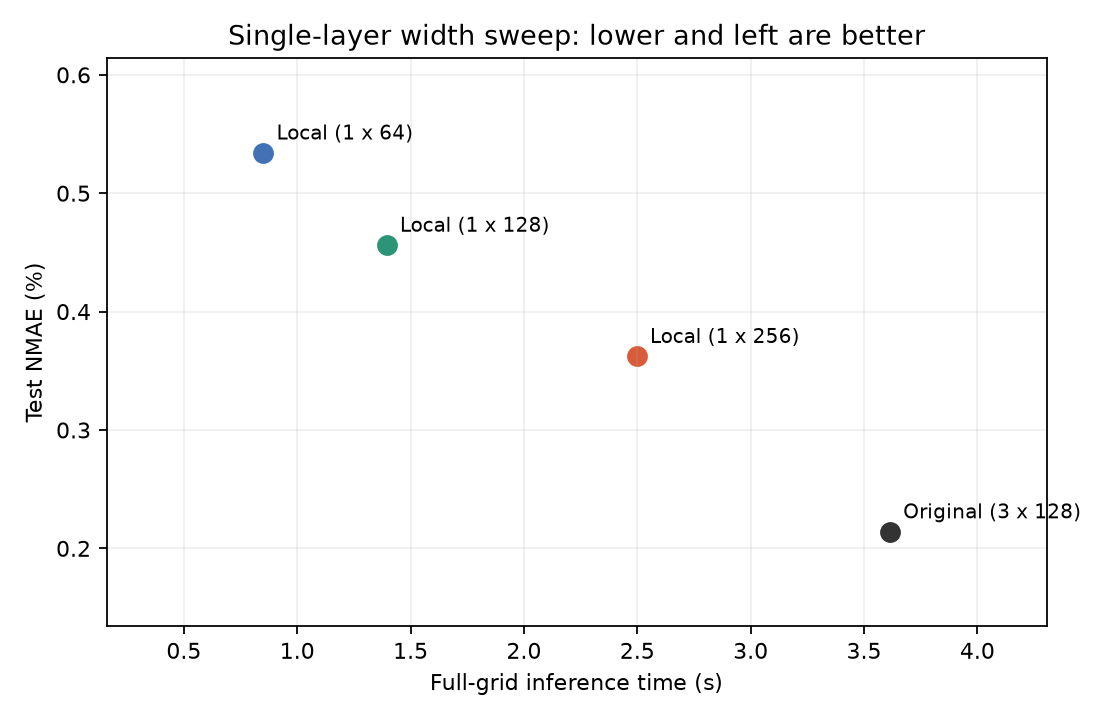 Single-layer width sweep: lower and left are better
Test NMAE (%)
0.6
0.5
0.4
0.3
0.2
Local (1 x 64)
Local (1 x 128)
Local (1 x 256)
Original (3 x 128)
0.5 1.0 1.5 2.0 2.5 3.0 3.5 4.0
Full-grid inference time (s)